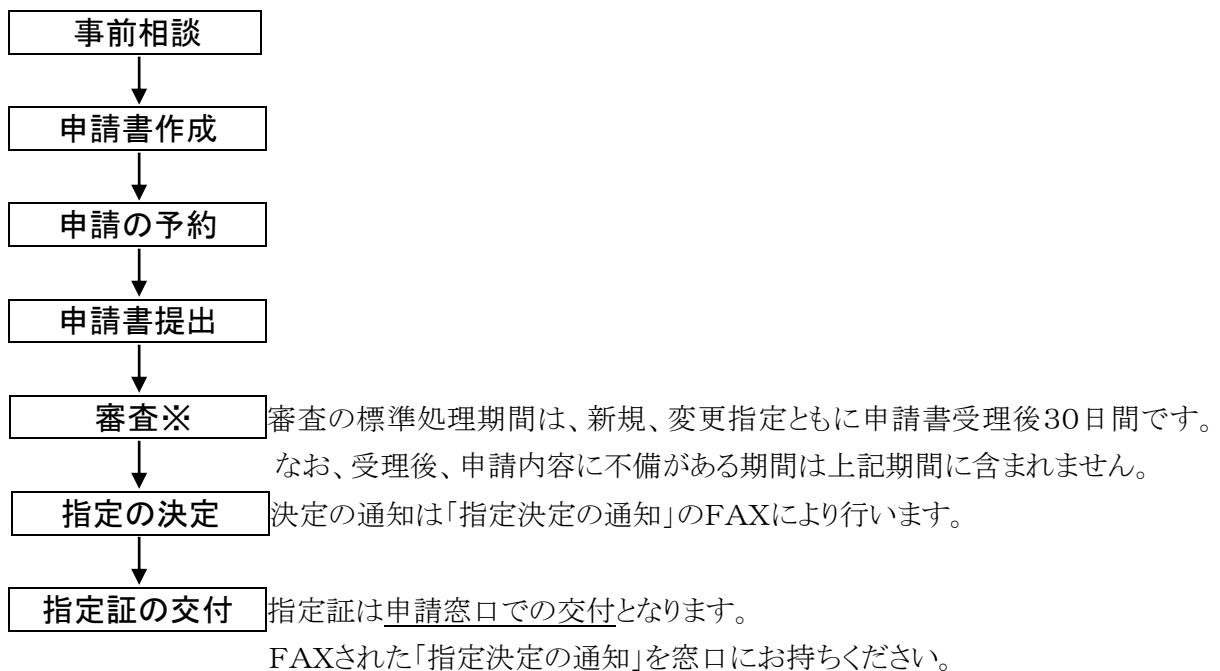 事前相談
申請書作成
申請の予約
申請書提出
審査※ 審査の標準処理期間は、新規、変更指定ともに申請書受理後30日間です。
なお、受理後、申請内容に不備がある期間は上記期間に含まれません。
指定の決定 決定の通知は「指定決定の通知」のFAXにより行います。
指定証の交付 指定証は申請窓口での交付となります。
FAXされた「指定決定の通知」を窓口にお持ちください。